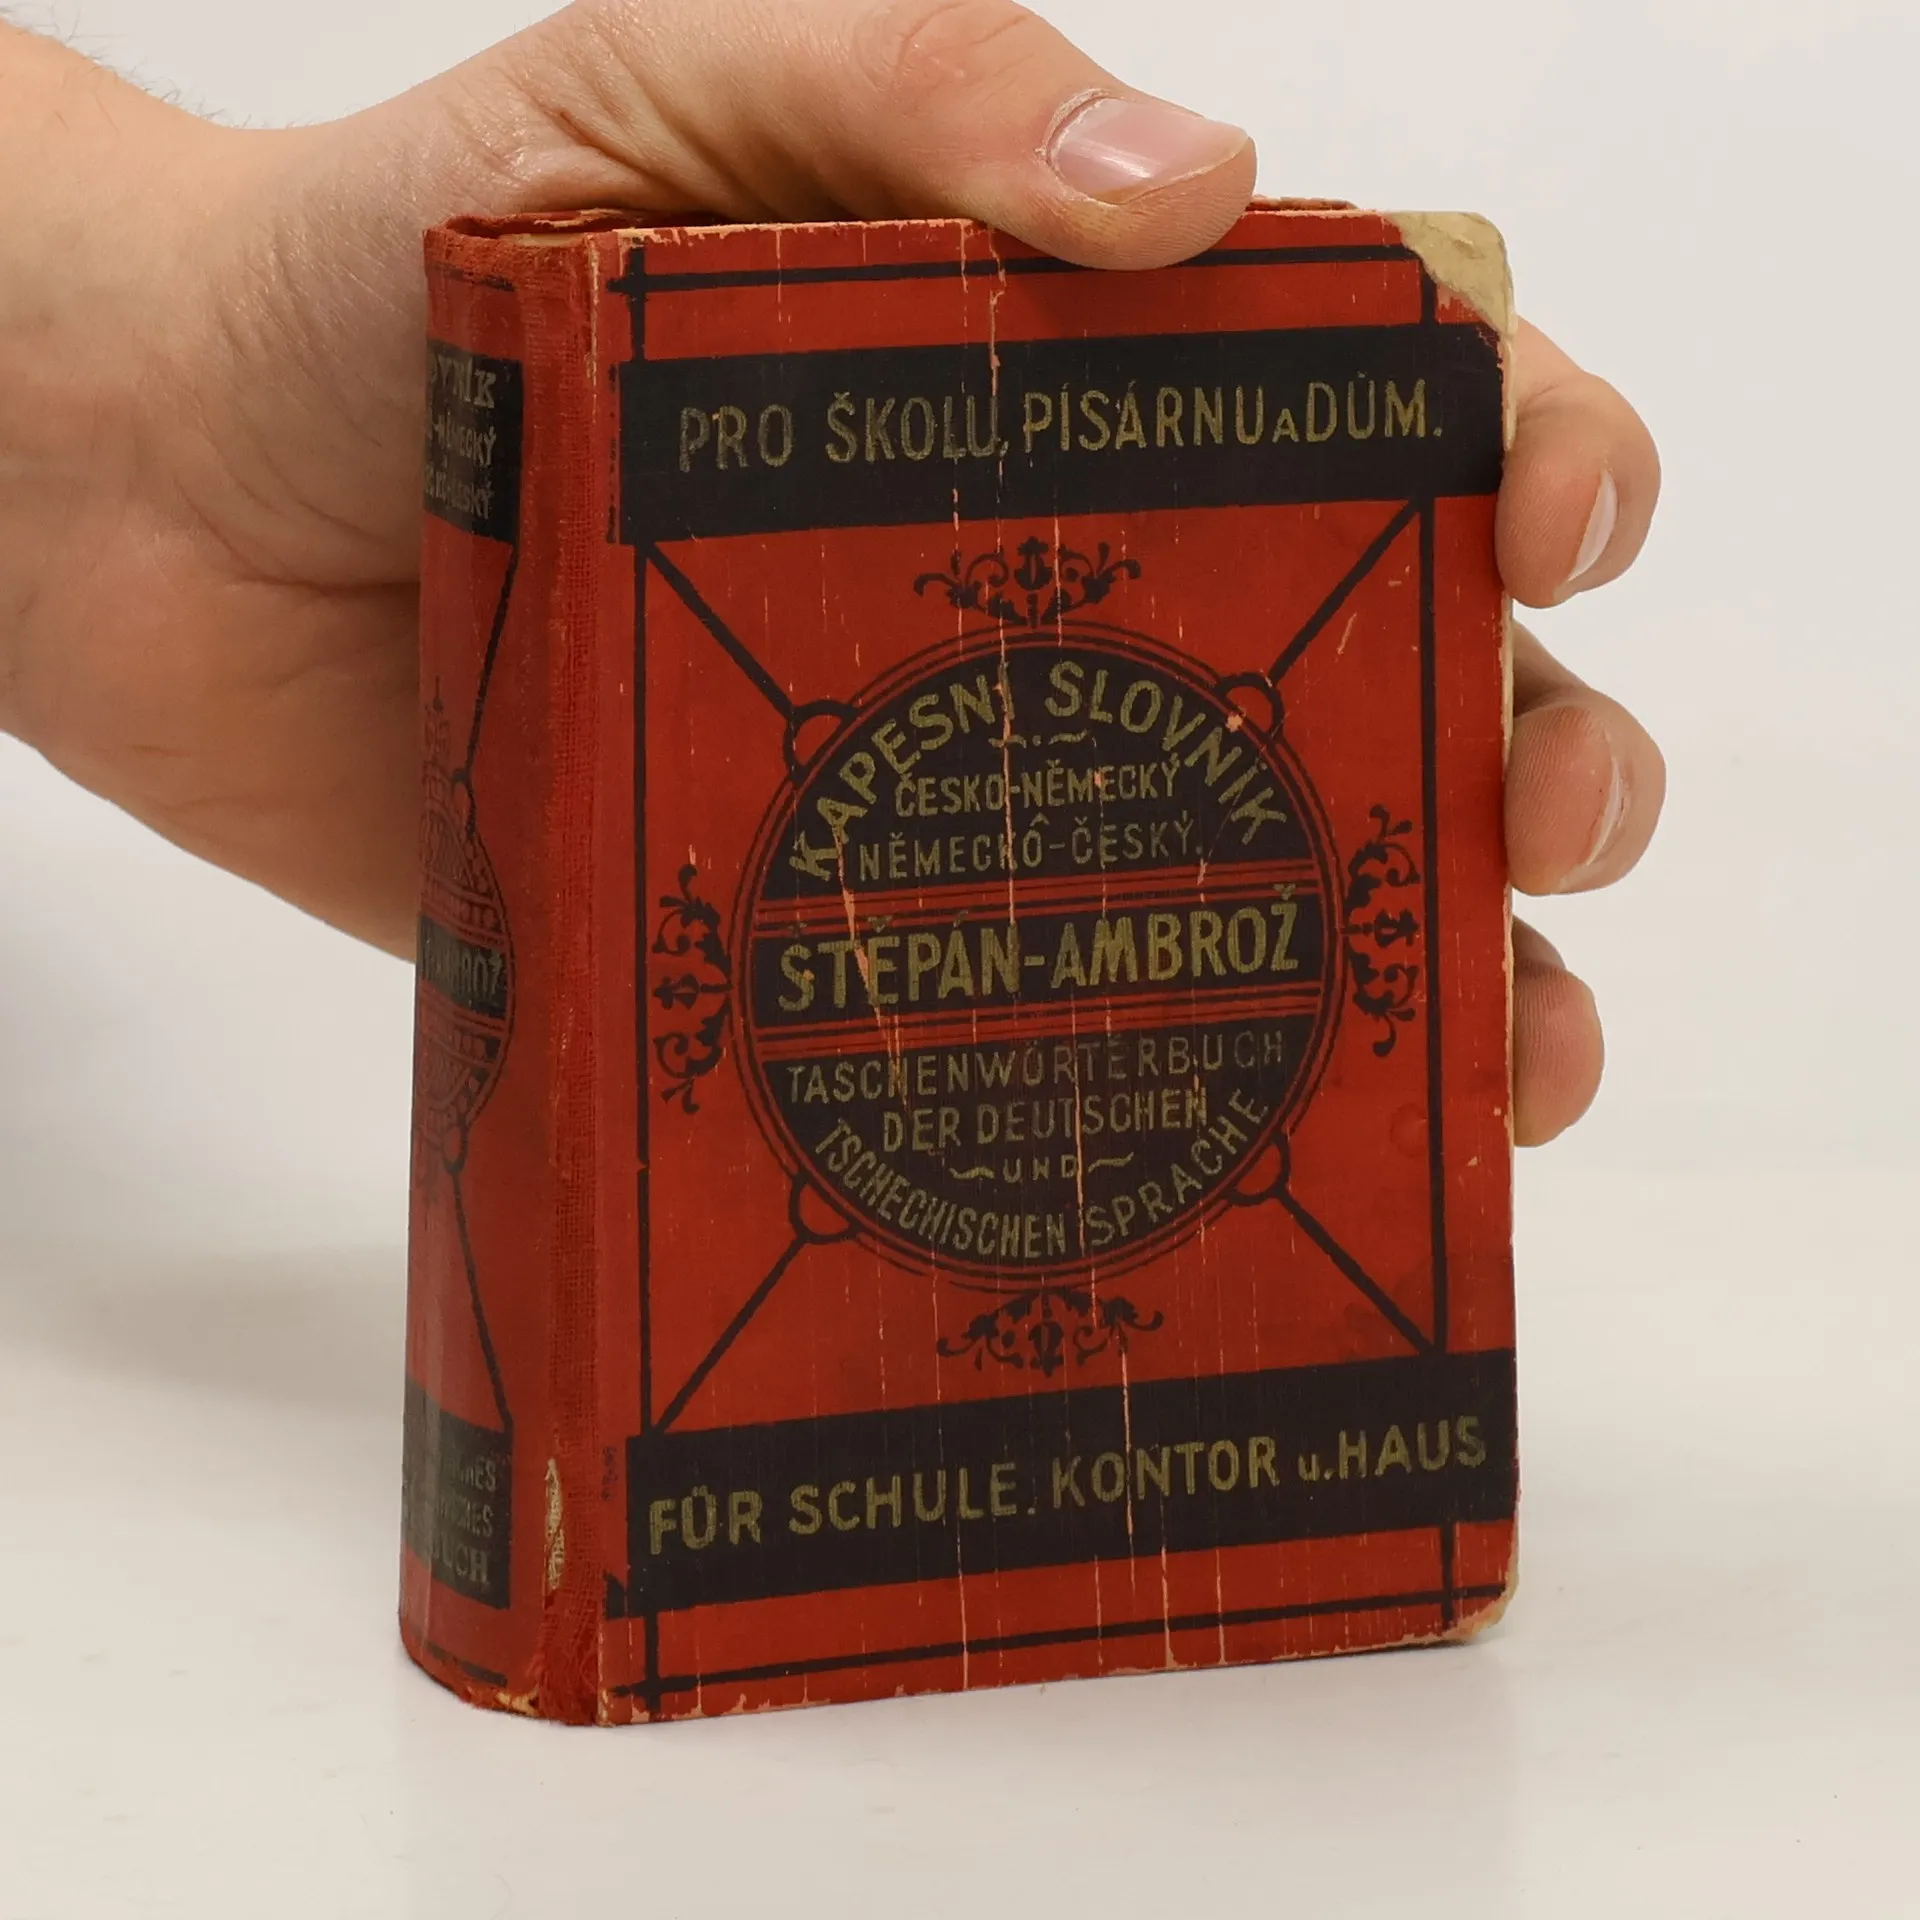 PRO ŠKOLU, PÍSÁRNU A DŮM.
KAPESNÍ SLOVNÍK
ČESKO-NĚMECKÝ
NĚMECKÔ-ČESKÝ.
ŠTĚPÁN-AMBROŽ
TASCHENWÖRTERBUCH
DER DEUTSCHEN
UND
TSCHECHISCHEN SPRACHE
FÜR SCHULE. KONTOR u. HAUS